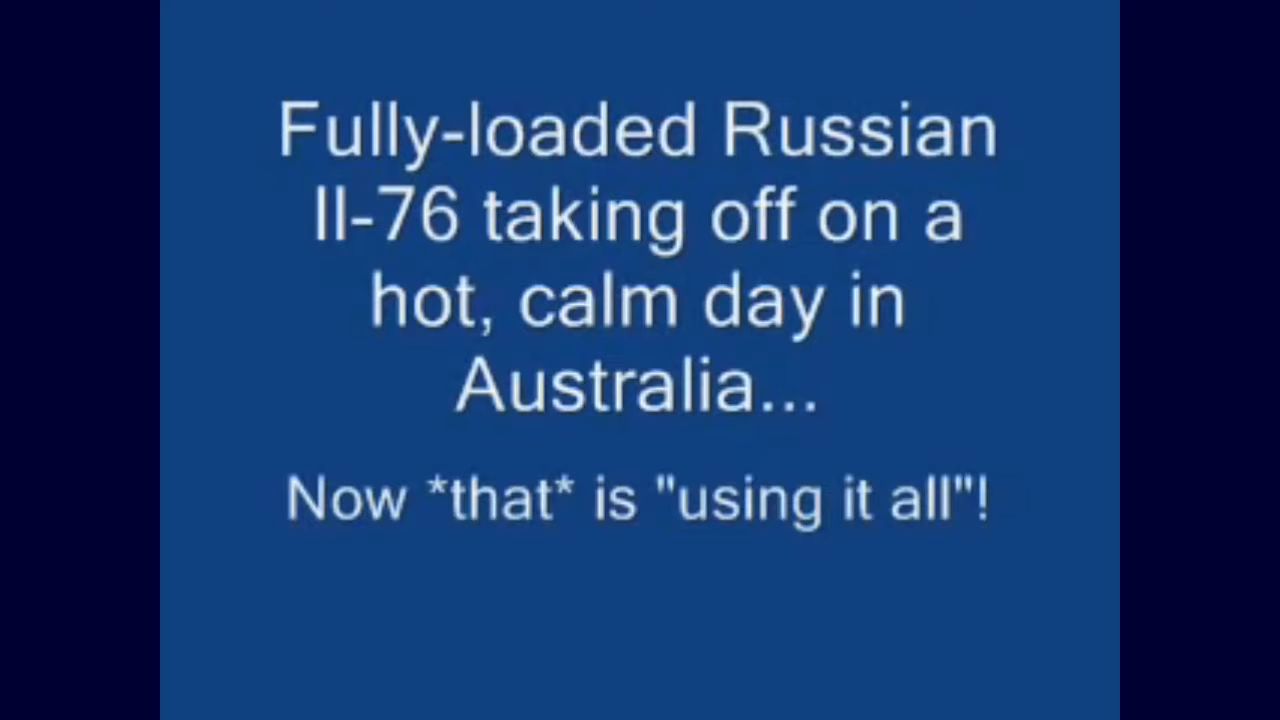 Fully-loaded Russian
Il-76 taking off on a
hot, calm day in
Australia...
Now *that* is "using it all"!